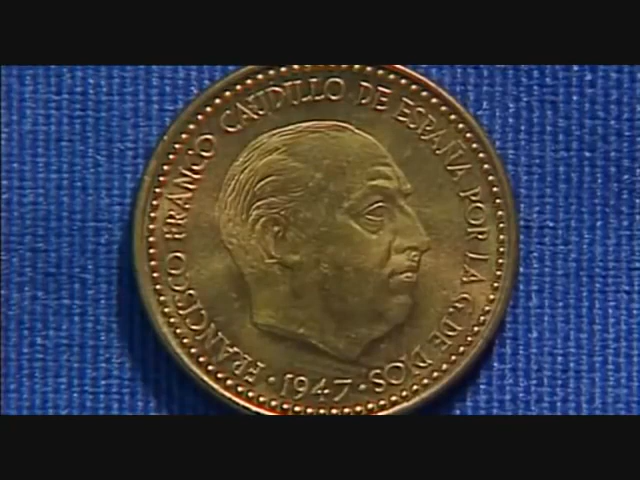 FRANCISCO FRANCO CAUDILLO DE ESPAÑA POR LA G. DE DIOS
· 1947 ·